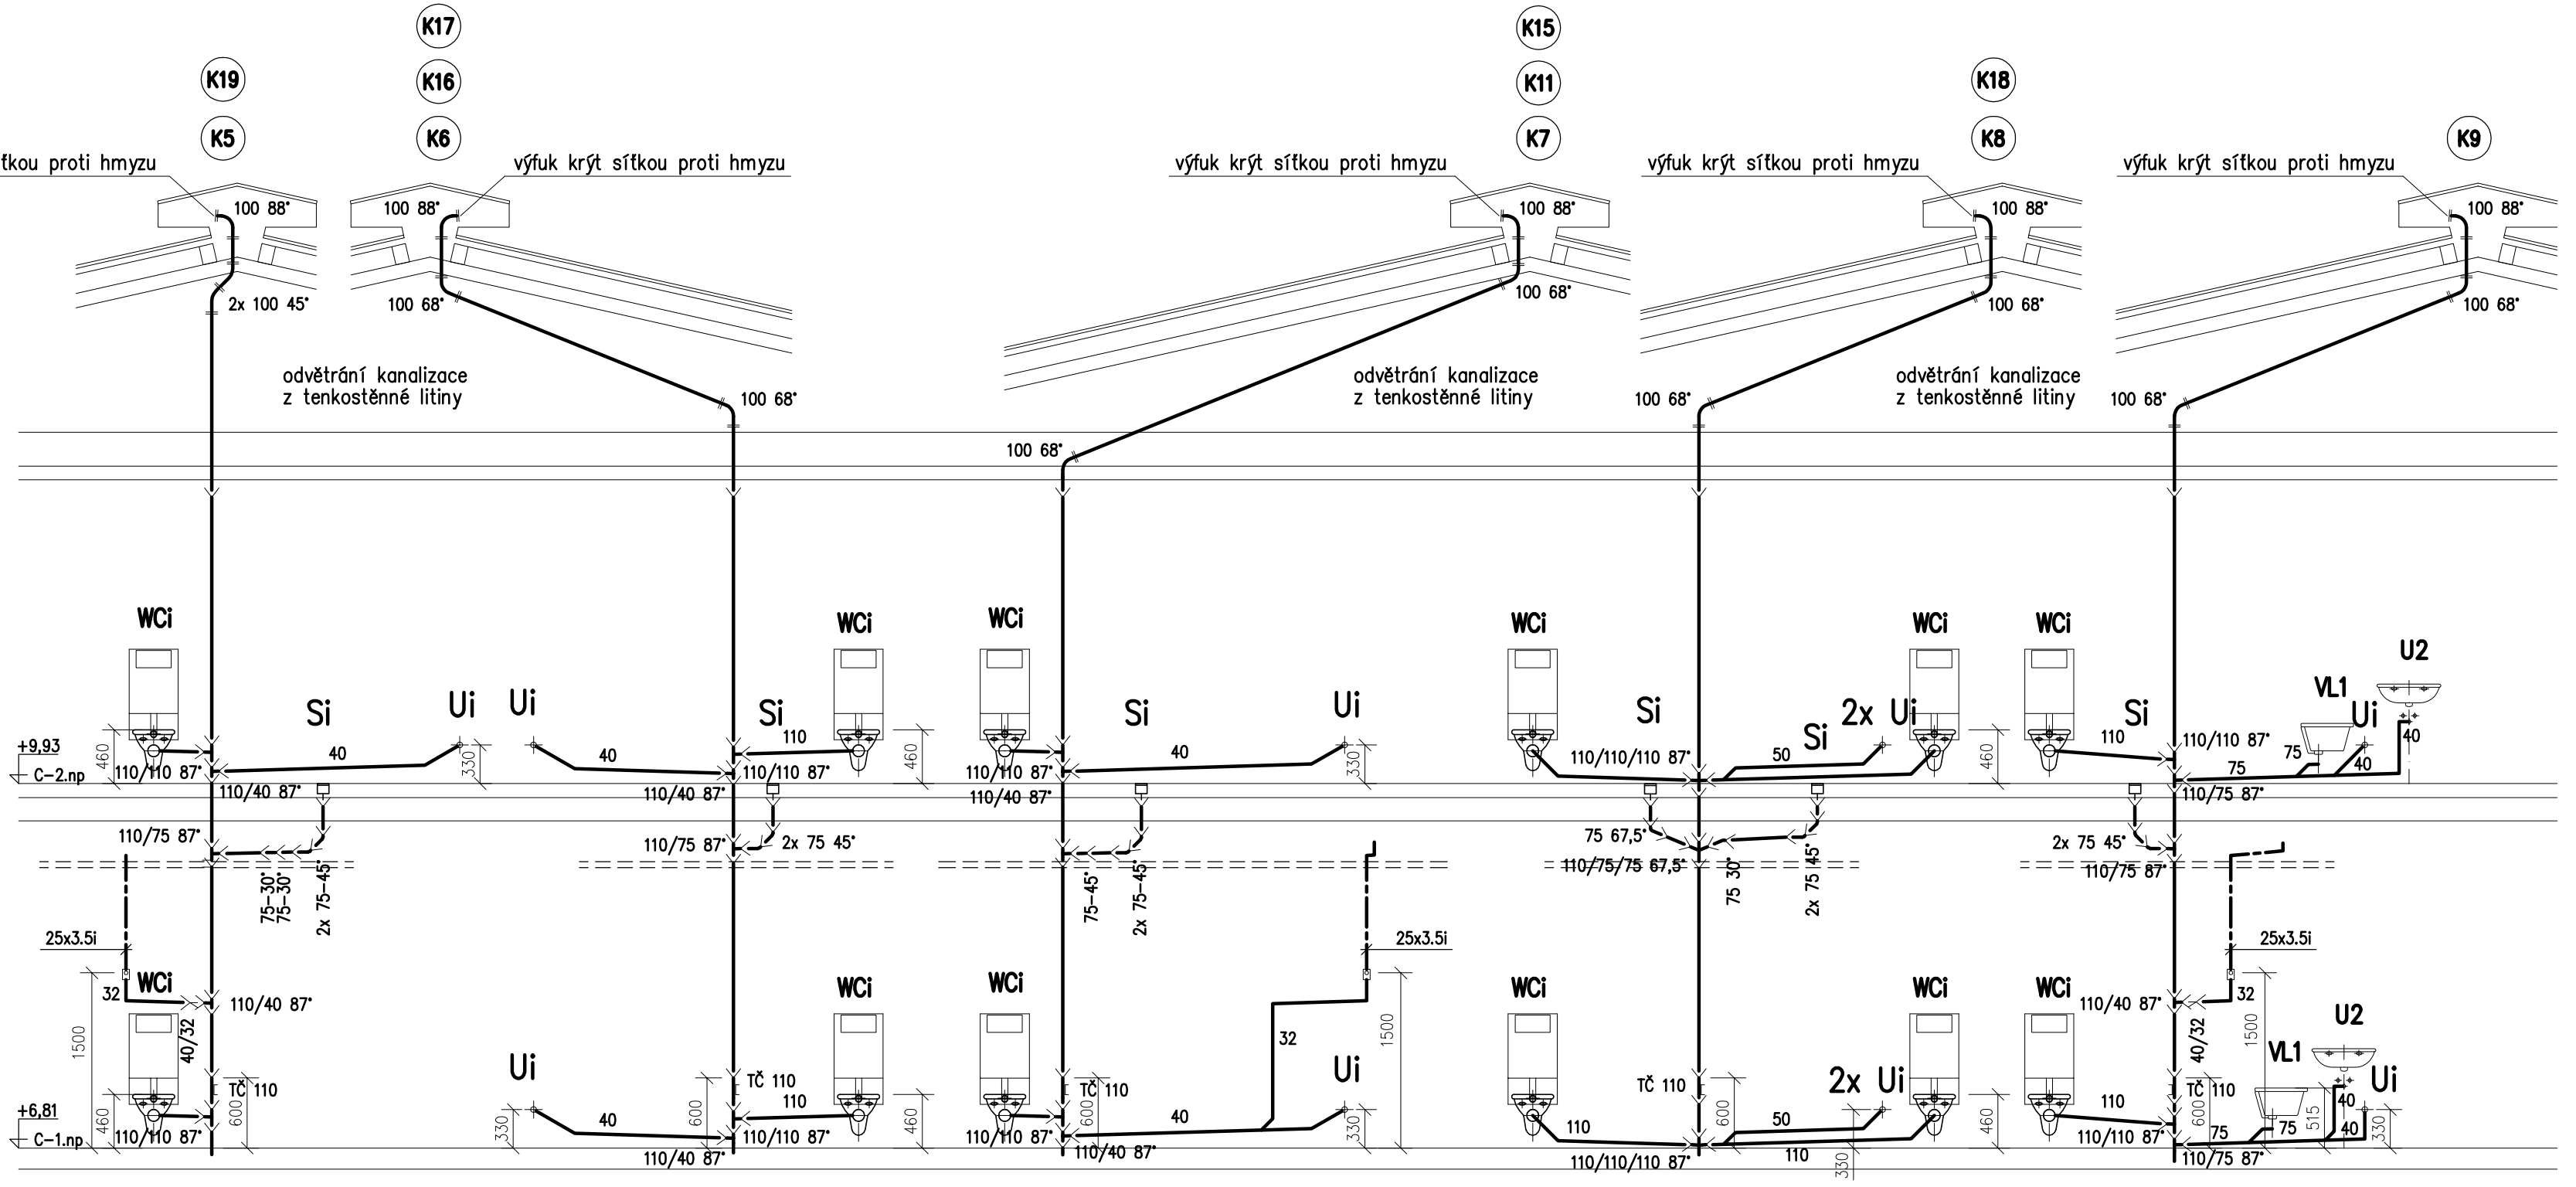 K17
K15
K19
K16
K11
K18
K5
K6
K7
K8
K9
výfuk krýt síťkou proti hmyzu
výfuk krýt síťkou proti hmyzu
výfuk krýt síťkou proti hmyzu
výfuk krýt síťkou proti hmyzu
ťkou proti hmyzu
100 88°
100 88°
100 88°
100 88°
100 88°
2x 100 45°
100 68°
100 68°
100 68°
100 68°
odvětrání kanalizace
z tenkostěnné litiny
odvětrání kanalizace
z tenkostěnné litiny
odvětrání kanalizace
z tenkostěnné litiny
100 68°
100 68°
100 68°
100 68°
WCi
WCi
WCi
WCi
WCi
WCi
U2
VL1
Si
Ui
Ui
Si
Si
Ui
Si
Si
2x Ui
Si
Ui
+9,93
C-2.np
460
110/110 87°
40
330
40
110
110/110 87°
460
110/110 87°
40
330
110/110/110 87°
50
460
110
110/110 87°
75
75
40
40
110/40 87°
110/40 87°
110/40 87°
110/75 87°
110/75 87°
110/75 87°
2x 75 45°
75 67,5°
110/75/75 67,5°
2x 75 45°
110/75 87°
75-30°
75-30°
2x 75-45°
75-45°
2x 75-45°
75 30°
2x 75 45°
25x3.5i
25x3.5i
25x3.5i
WCi
WCi
WCi
WCi
WCi
WCi
32
110/40 87°
40/32
1500
32
1500
110/40 87°
32
40/32
1500
U2
VL1
Ui
Ui
2x Ui
Ui
TČ 110
TČ 110
TČ 110
TČ 110
TČ 110
+6,81
C-1.np
460
110/110 87°
600
330
40
600
110
110/110 87°
460
110/110 87°
600
40
330
110
600
50
460
110
110/110 87°
600
75
75
515
40
40
330
110/40 87°
110/40 87°
110/110/110 87°
110
330
110/75 87°